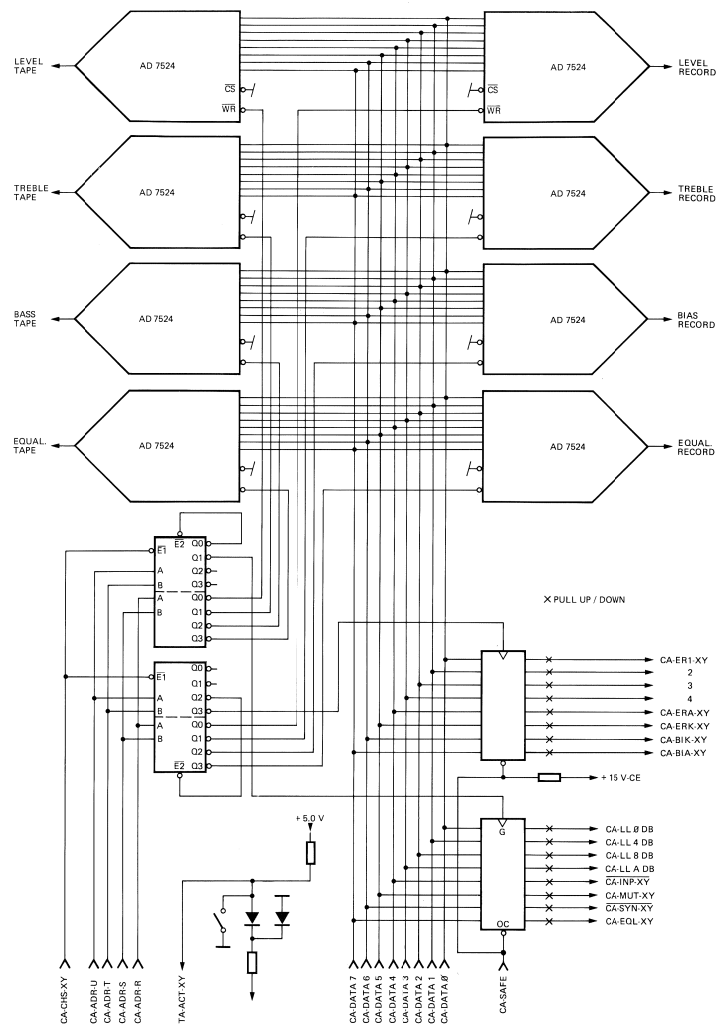 LEVEL
TAPE
AD 7524
CS
WR
AD 7524
CS
WR
LEVEL
RECORD
TREBLE
TAPE
AD 7524
AD 7524
TREBLE
RECORD
BASS
TAPE
AD 7524
AD 7524
BIAS
RECORD
EQUAL.
TAPE
AD 7524
AD 7524
EQUAL.
RECORD
E2
E1
A
B
A
B
Q0
Q1
Q2
Q3
Q0
Q1
Q2
Q3
E1
A
B
A
B
E2
Q0
Q1
Q2
Q3
Q0
Q1
Q2
Q3
X PULL UP / DOWN
CA-ER1-XY
2
3
4
CA-ERA-XY
CA-ERK-XY
CA-BIK-XY
CA-BIA-XY
+ 15 V-CE
+ 5.0 V
G
OC
CA-LL Ø DB
CA-LL 4 DB
CA-LL 8 DB
CA-LL A DB
CA-INP-XY
CA-MUT-XY
CA-SYN-XY
CA-EQL-XY
CA-CHS-XY
CA-ADR-U
CA-ADR-T
CA-ADR-S
CA-ADR-R
TA-ACT-XY
CA-DATA 7
CA-DATA 6
CA-DATA 5
CA-DATA 4
CA-DATA 3
CA-DATA 2
CA-DATA 1
CA-DATA Ø
CA-SAFE